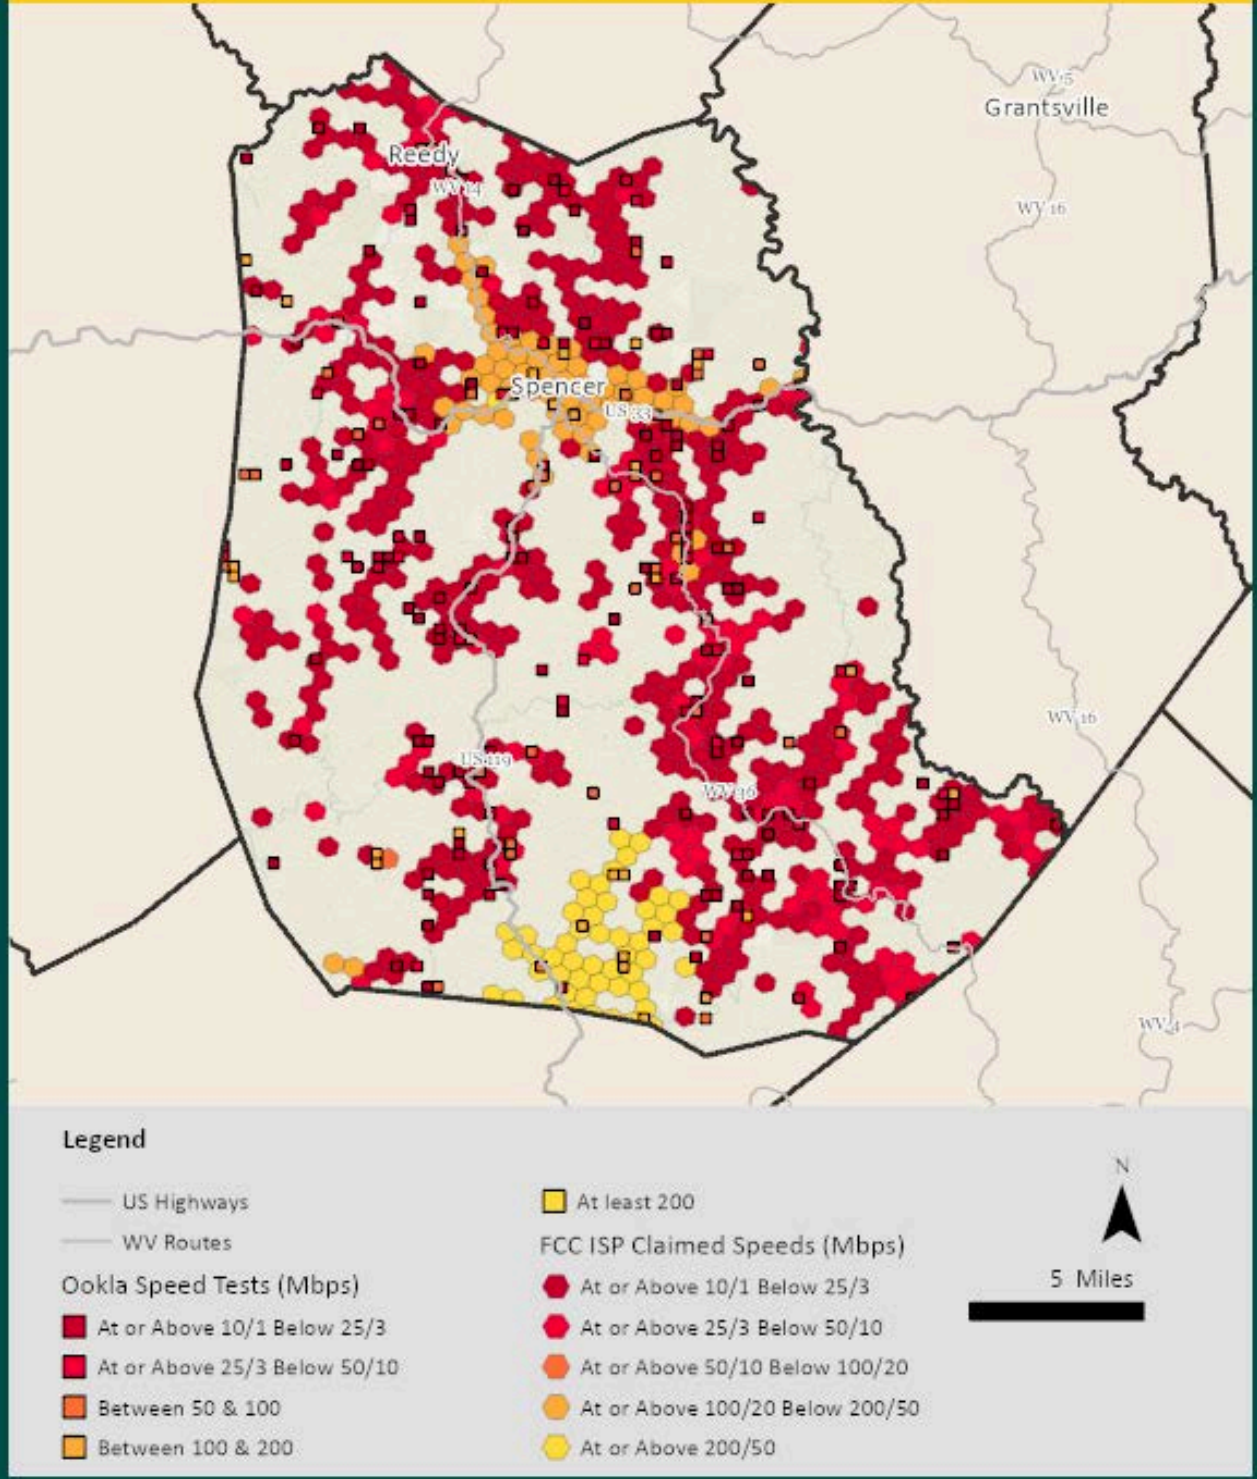 WV 5
Grantsville
Reedy
WV 14
WV 16
Spencer
US 33
WV 16
US 119
WV 36
WV 4
Legend
US Highways
WV Routes
Ookla Speed Tests (Mbps)
At or Above 10/1 Below 25/3
At or Above 25/3 Below 50/10
Between 50 & 100
Between 100 & 200
At least 200
FCC ISP Claimed Speeds (Mbps)
At or Above 10/1 Below 25/3
At or Above 25/3 Below 50/10
At or Above 50/10 Below 100/20
At or Above 100/20 Below 200/50
At or Above 200/50
N
5 Miles